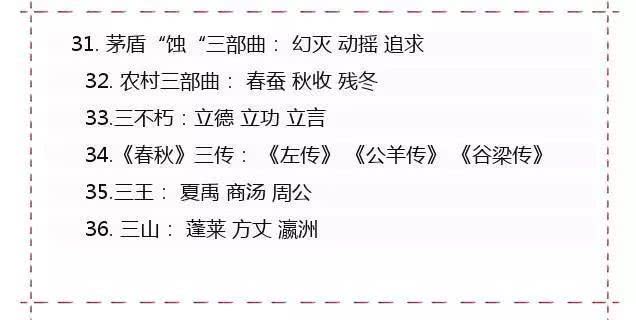 31. 茅盾“蚀“三部曲： 幻灭 动摇 追求
32. 农村三部曲： 春蚕 秋收 残冬
33.三不朽：立德 立功 立言
34.《春秋》三传： 《左传》 《公羊传》 《谷梁传》
35.三王： 夏禹 商汤 周公
36. 三山： 蓬莱 方丈 瀛洲